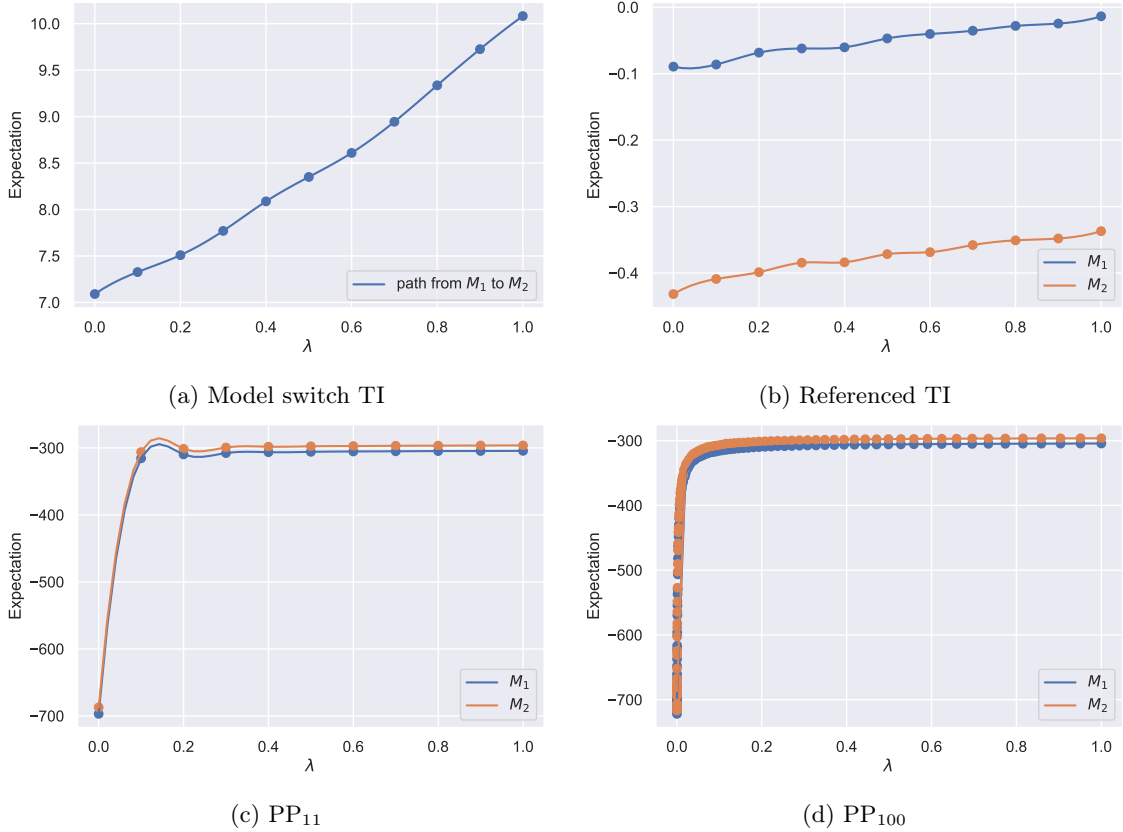 10.0
9.5
9.0
8.5
8.0
7.5
7.0
Expectation
0.0 0.2 0.4 0.6 0.8 1.0
λ
path from M₁ to M₂
(a) Model switch TI
0.0
−0.1
−0.2
−0.3
−0.4
Expectation
0.0 0.2 0.4 0.6 0.8 1.0
λ
M₁
M₂
(b) Referenced TI
−300
−400
−500
−600
−700
Expectation
0.0 0.2 0.4 0.6 0.8 1.0
λ
M₁
M₂
(c) PP₁₁
−300
−400
−500
−600
−700
Expectation
0.0 0.2 0.4 0.6 0.8 1.0
λ
M₁
M₂
(d) PP₁₀₀